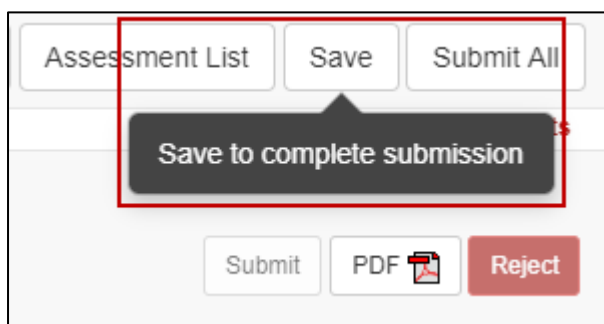 Assessment List Save Submit All
Save to complete submission
Submit PDF Reject